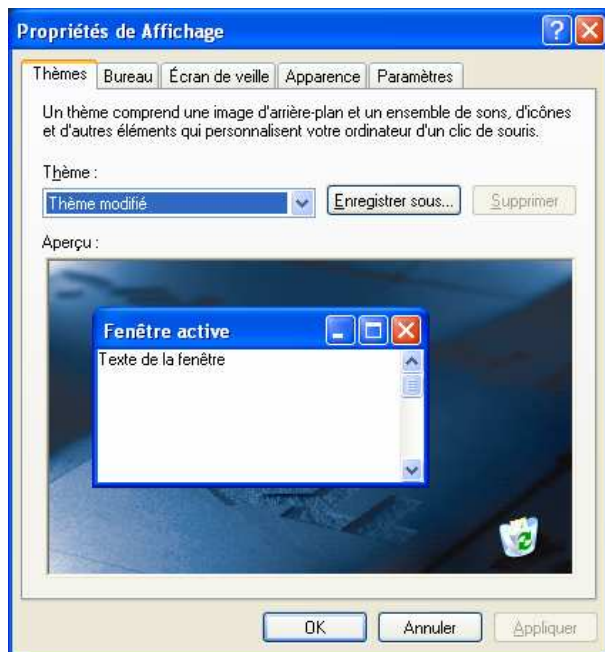 Propriétés de Affichage
Thèmes Bureau Écran de veille Apparence Paramètres
Un thème comprend une image d'arrière-plan et un ensemble de sons, d'icônes
et d'autres éléments qui personnalisent votre ordinateur d'un clic de souris.
Thème :
Thème modifié Enregistrer sous... Supprimer
Aperçu :
Fenêtre active
Texte de la fenêtre
OK Annuler Appliquer